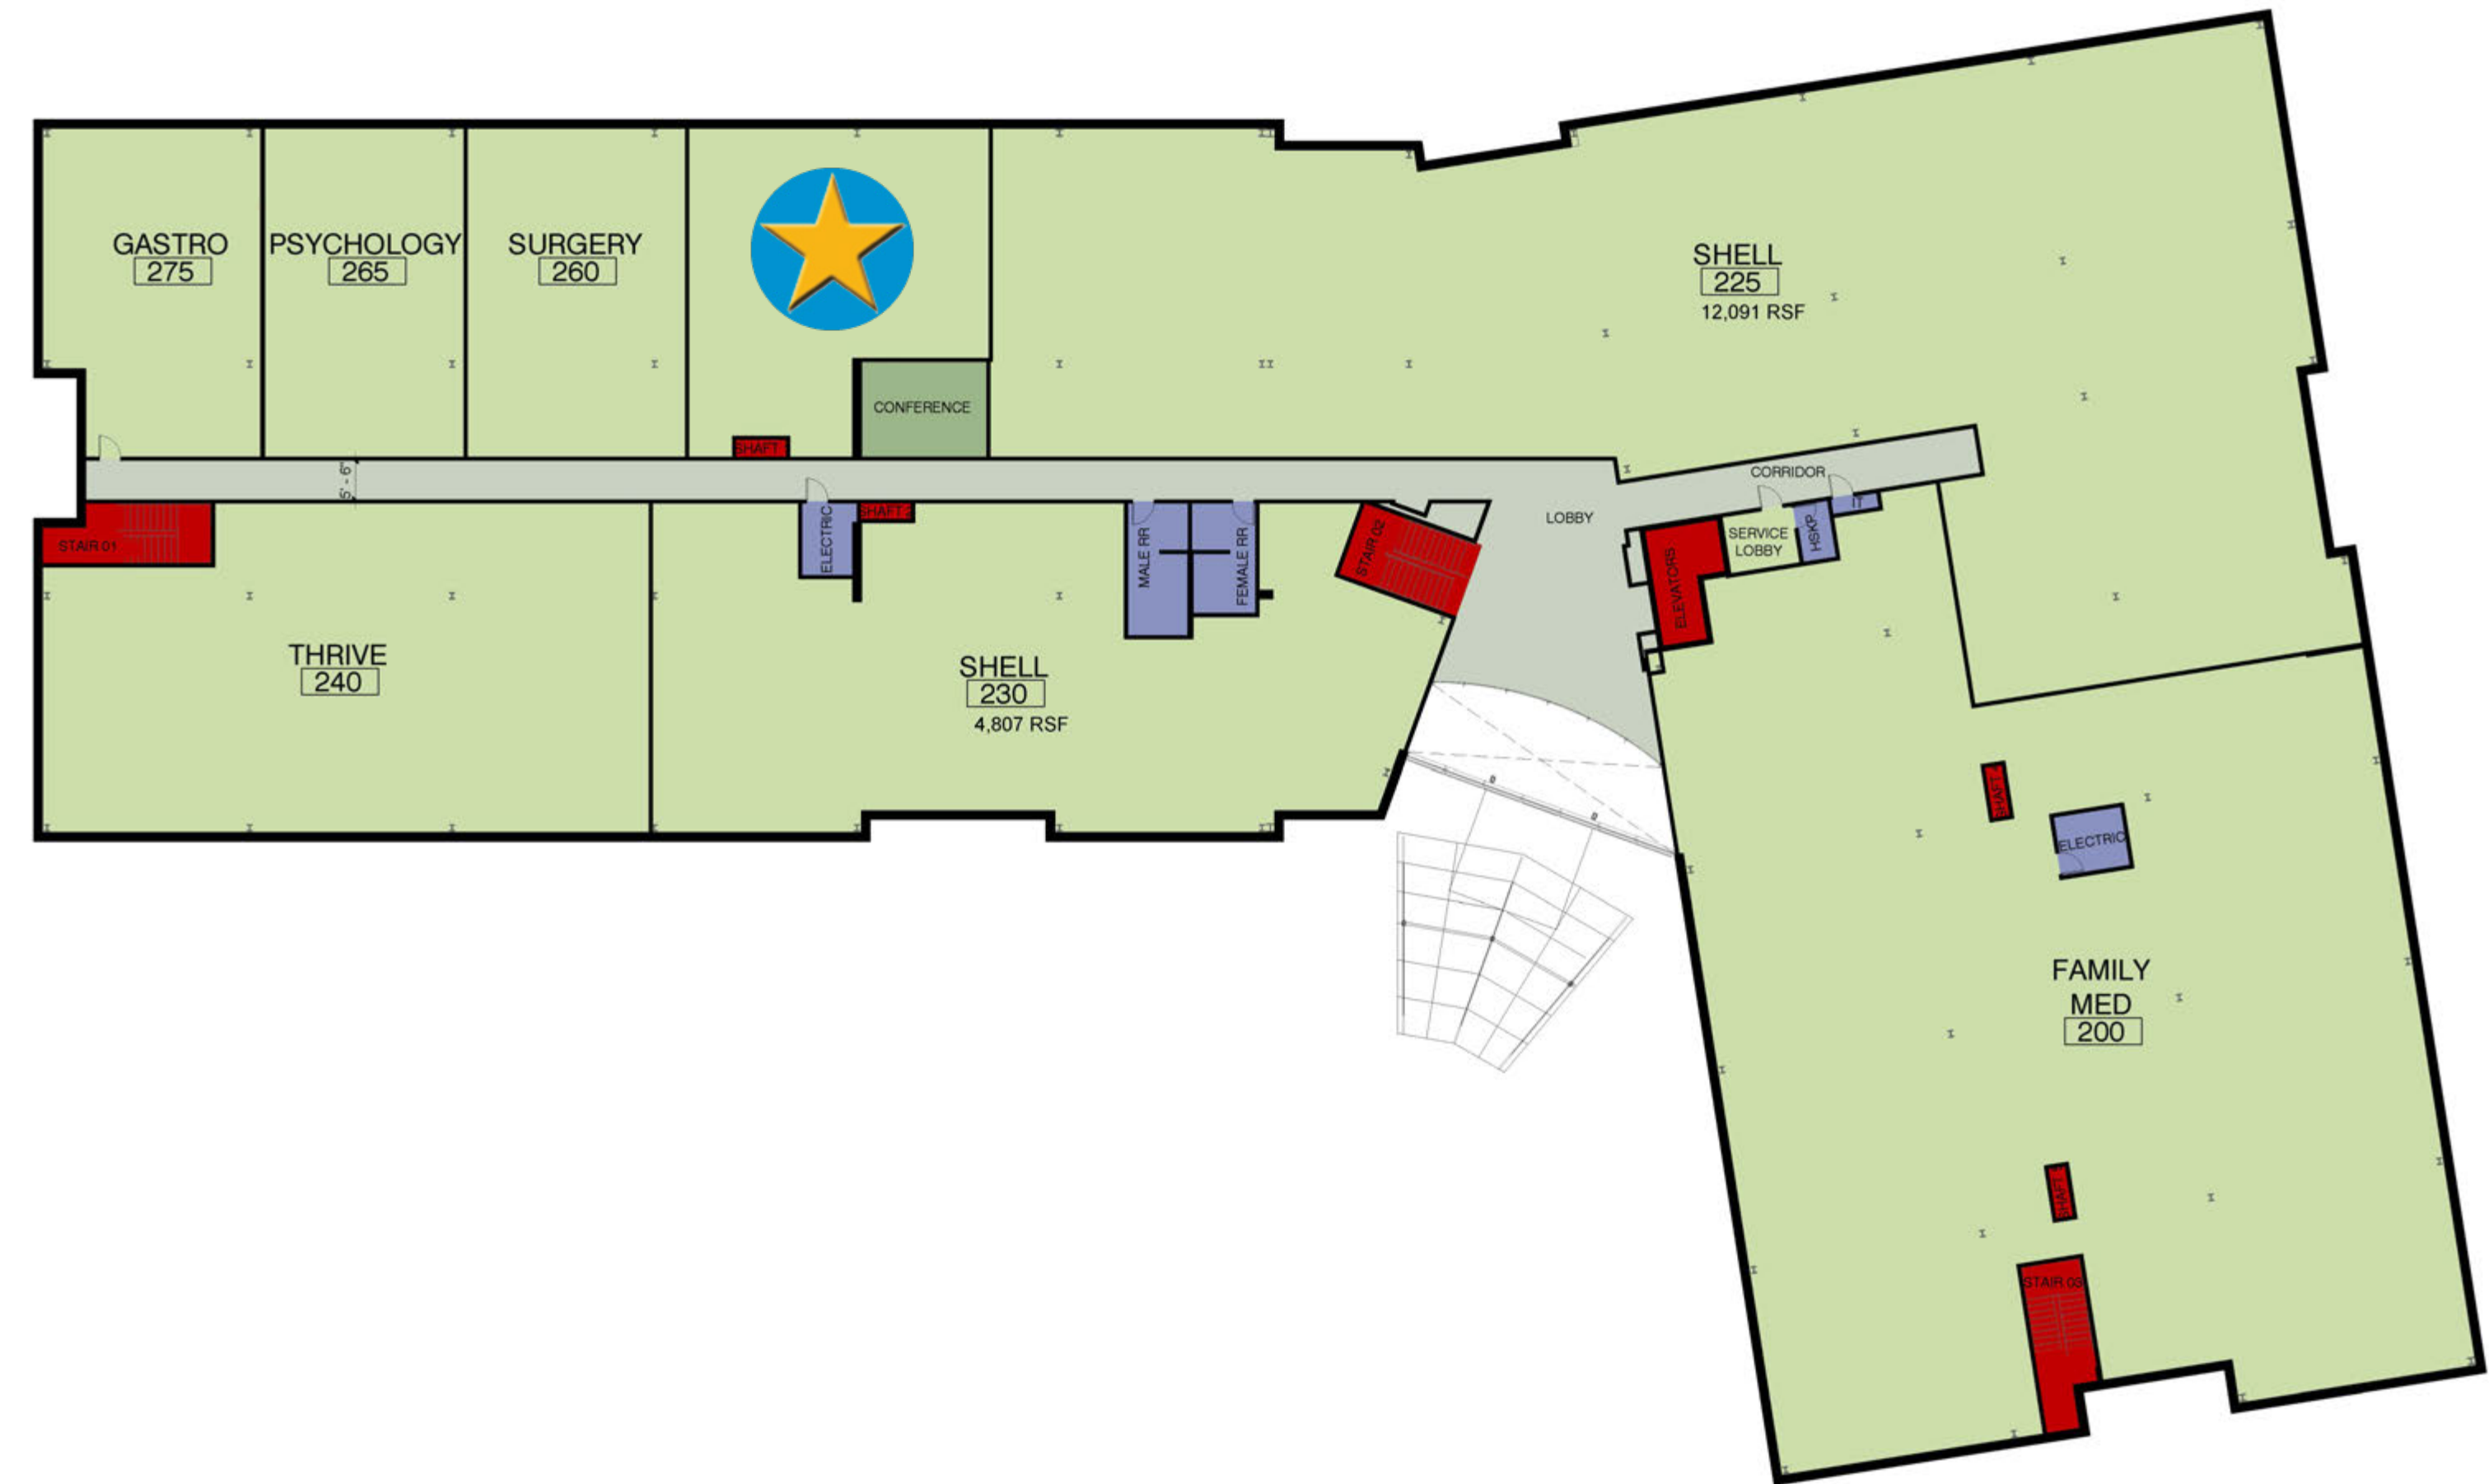 GASTRO
275
PSYCHOLOGY
265
SURGERY
260
SHELL
225
12,091 RSF
CONFERENCE
SHAFT
5' - 6"
CORRIDOR
LOBBY
STAIR 01
ELECTRIC
SHAFT 2
MALE RR
FEMALE RR
STAIR 02
ELEVATORS
SERVICE
LOBBY
HSKP
IT
THRIVE
240
SHELL
230
4,807 RSF
SHAFT
ELECTRIC
FAMILY
MED
200
SHAFT
STAIR 03